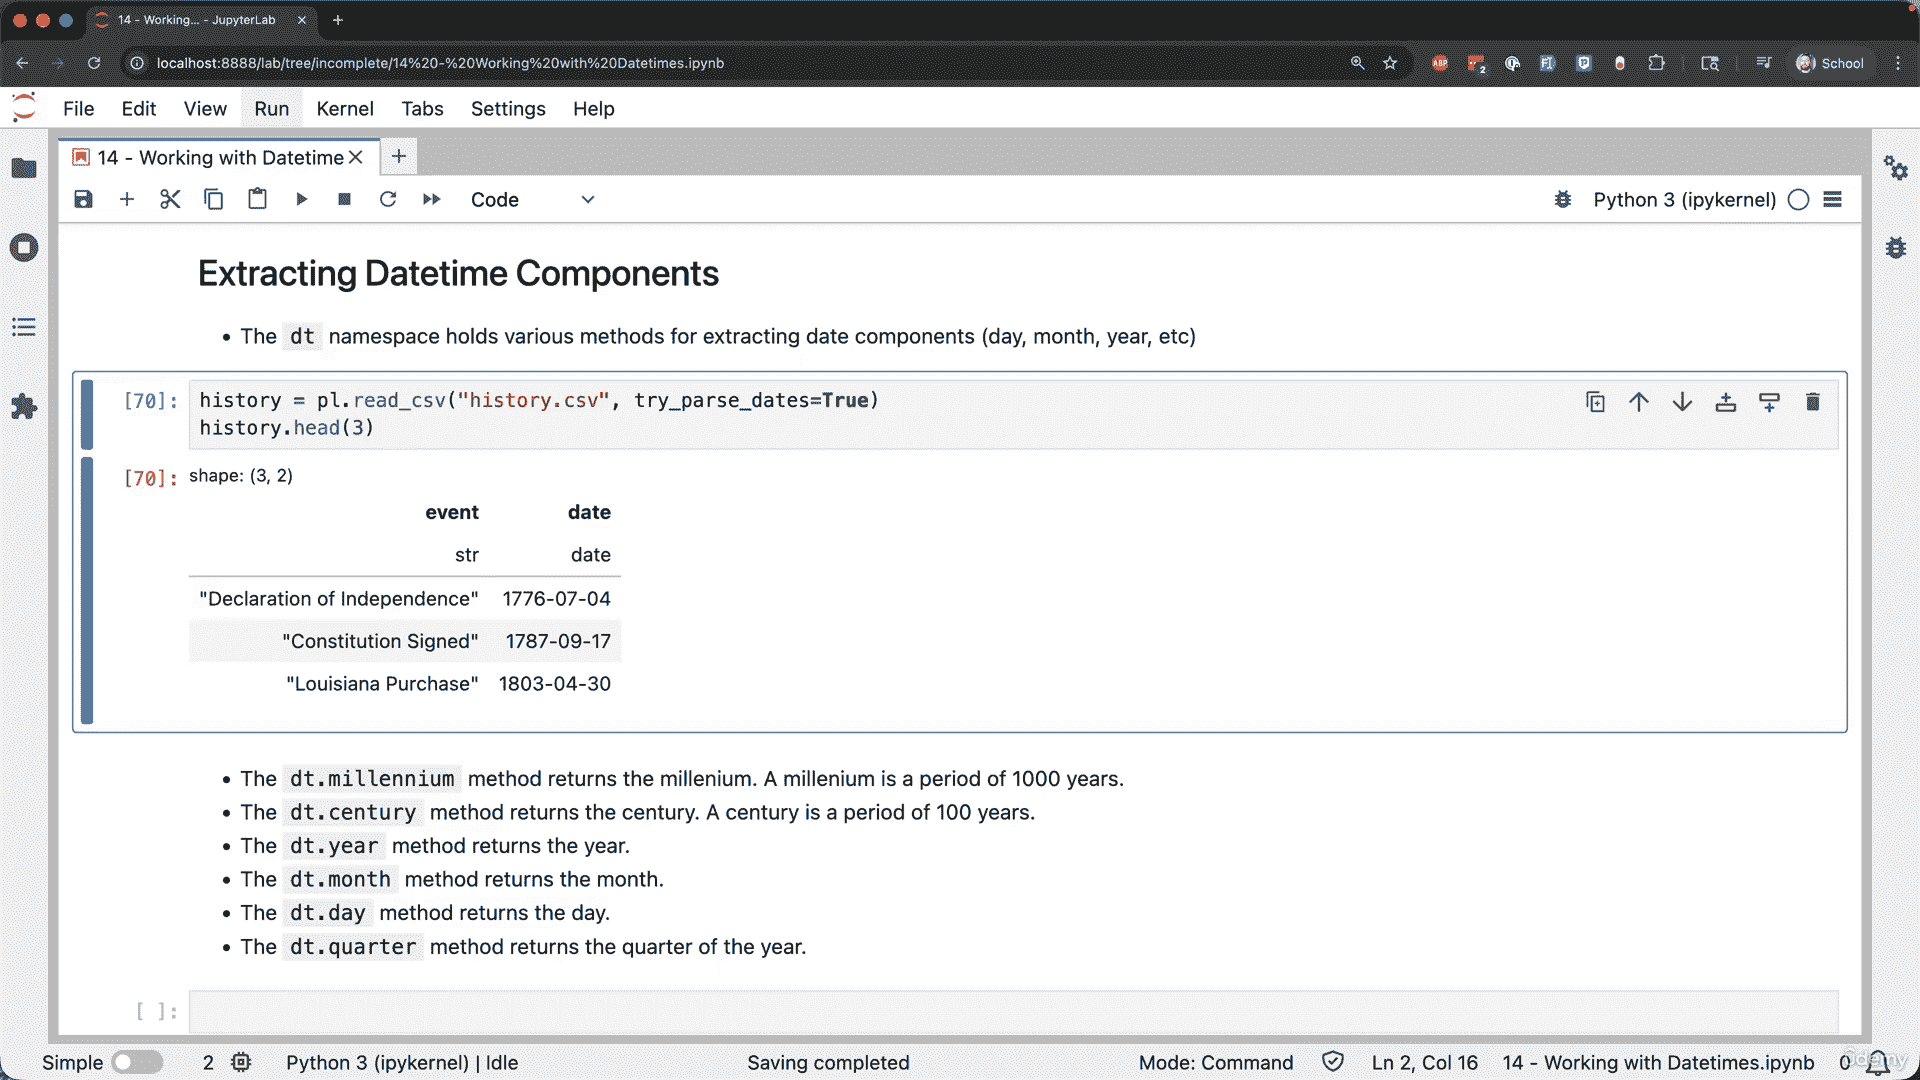 14 - Working... - JupyterLab
localhost:8888/lab/tree/incomplete/14%20-%20Working%20with%20Datetimes.ipynb
ABP
2
School
File Edit View Run Kernel Tabs Settings Help
14 - Working with Datetime
Code
Python 3 (ipykernel)
Extracting Datetime Components
• The dt namespace holds various methods for extracting date components (day, month, year, etc)
[70]: history = pl.read_csv("history.csv", try_parse_dates=True)
history.head(3)
[70]: shape: (3, 2)
event date
str date
"Declaration of Independence" 1776-07-04
"Constitution Signed" 1787-09-17
"Louisiana Purchase" 1803-04-30
• The dt.millennium method returns the millenium. A millenium is a period of 1000 years.
• The dt.century method returns the century. A century is a period of 100 years.
• The dt.year method returns the year.
• The dt.month method returns the month.
• The dt.day method returns the day.
• The dt.quarter method returns the quarter of the year.
[ ]:
Simple 2 Python 3 (ipykernel) | Idle Saving completed Mode: Command Ln 2, Col 16 14 - Working with Datetimes.ipynb 0
udemy